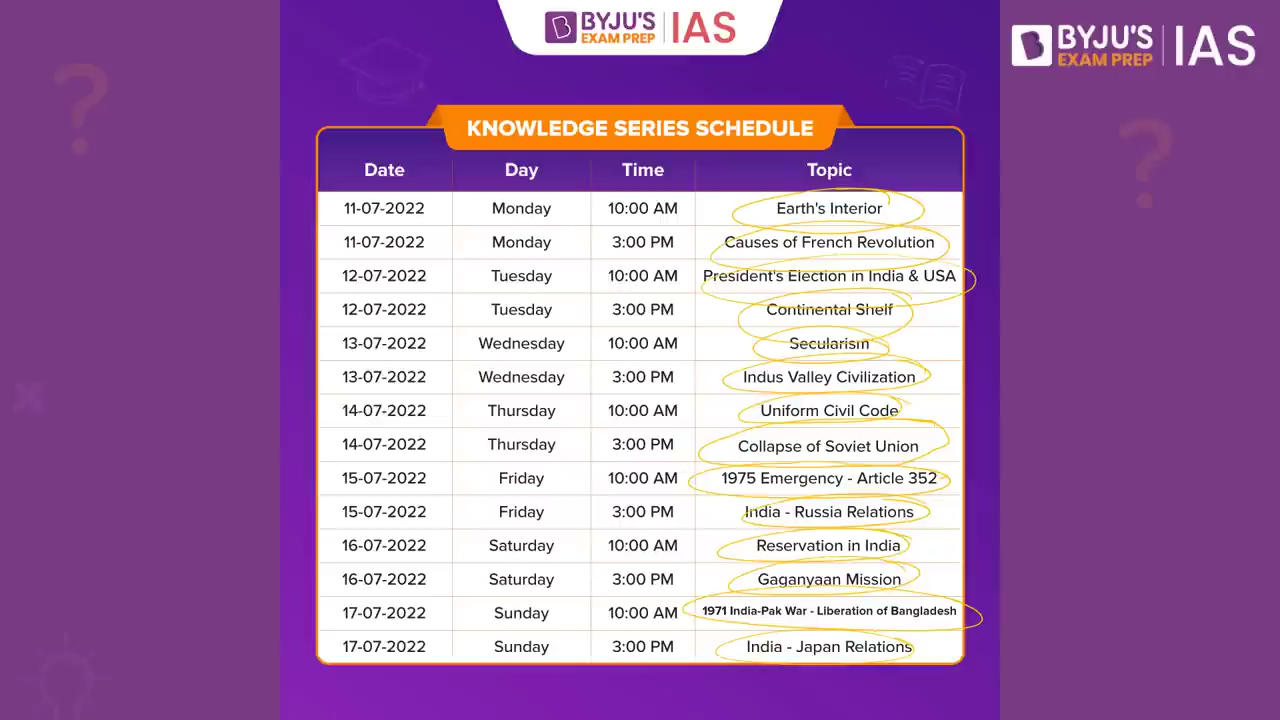 BYJU'S
EXAM PREP
IAS
BYJU'S
EXAM PREP
IAS
KNOWLEDGE SERIES SCHEDULE
Date Day Time Topic
11-07-2022 Monday 10:00 AM Earth's Interior
11-07-2022 Monday 3:00 PM Causes of French Revolution
12-07-2022 Tuesday 10:00 AM President's Election in India & USA
12-07-2022 Tuesday 3:00 PM Continental Shelf
13-07-2022 Wednesday 10:00 AM Secularism
13-07-2022 Wednesday 3:00 PM Indus Valley Civilization
14-07-2022 Thursday 10:00 AM Uniform Civil Code
14-07-2022 Thursday 3:00 PM Collapse of Soviet Union
15-07-2022 Friday 10:00 AM 1975 Emergency - Article 352
15-07-2022 Friday 3:00 PM India - Russia Relations
16-07-2022 Saturday 10:00 AM Reservation in India
16-07-2022 Saturday 3:00 PM Gaganyaan Mission
17-07-2022 Sunday 10:00 AM 1971 India-Pak War - Liberation of Bangladesh
17-07-2022 Sunday 3:00 PM India - Japan Relations